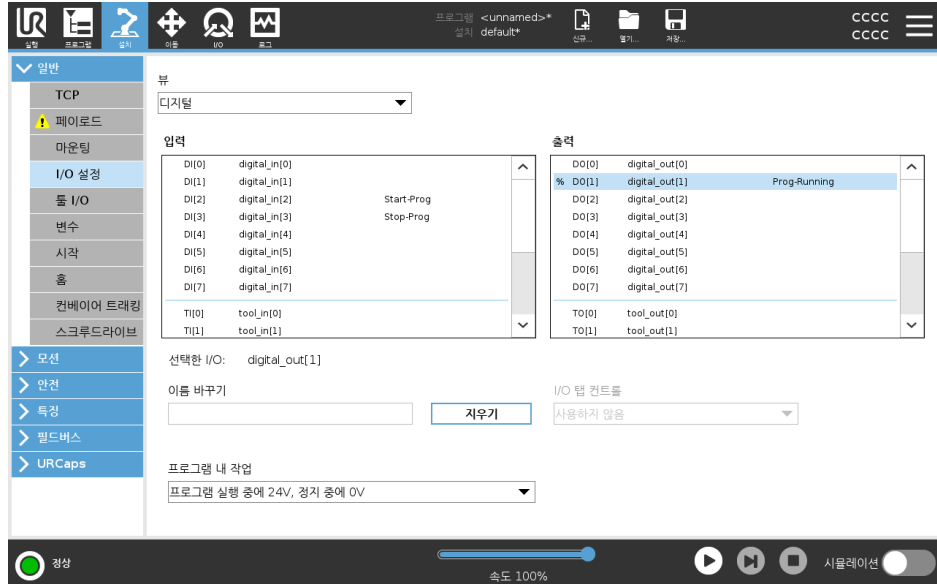 프로그램 <unnamed>*
설치 default*
실행 프로그램 설치 이동 I/O 로그 신규... 열기... 저장...
cccc
cccc
일반
TCP
페이로드
마운팅
I/O 설정
툴 I/O
변수
시작
홈
컨베이어 트래킹
스크루드라이브
모션
안전
특징
필드버스
URCaps
뷰
디지털
입력
DI[0] digital_in[0]
DI[1] digital_in[1]
DI[2] digital_in[2] Start-Prog
DI[3] digital_in[3] Stop-Prog
DI[4] digital_in[4]
DI[5] digital_in[5]
DI[6] digital_in[6]
DI[7] digital_in[7]
TI[0] tool_in[0]
TI[1] tool_in[1]
출력
DO[0] digital_out[0]
% DO[1] digital_out[1] Prog-Running
DO[2] digital_out[2]
DO[3] digital_out[3]
DO[4] digital_out[4]
DO[5] digital_out[5]
DO[6] digital_out[6]
DO[7] digital_out[7]
TO[0] tool_out[0]
TO[1] tool_out[1]
선택한 I/O: digital_out[1]
이름 바꾸기
지우기
I/O 탭 컨트롤
사용하지 않음
프로그램 내 작업
프로그램 실행 중에 24V, 정지 중에 0V
정상
속도 100%
시뮬레이션